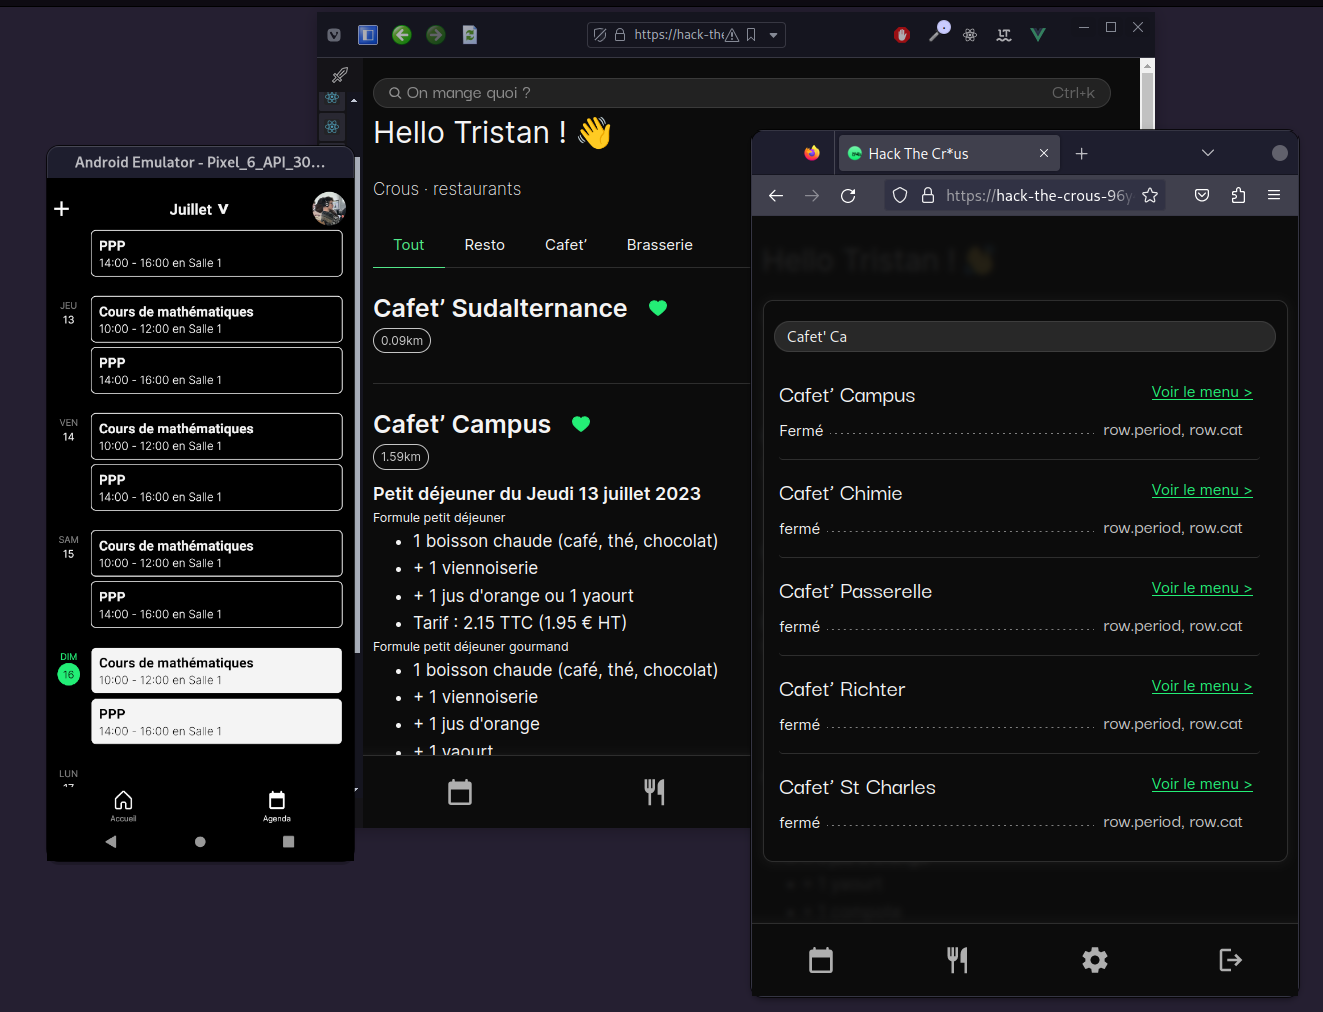 Android Emulator - Pixel_6_API_30...
Juillet V
PPP
14:00 - 16:00 en Salle 1
JEU
13
Cours de mathématiques
10:00 - 12:00 en Salle 1
PPP
14:00 - 16:00 en Salle 1
VEN
14
Cours de mathématiques
10:00 - 12:00 en Salle 1
PPP
14:00 - 16:00 en Salle 1
SAM
15
Cours de mathématiques
10:00 - 12:00 en Salle 1
PPP
14:00 - 16:00 en Salle 1
DIM
16
Cours de mathématiques
10:00 - 12:00 en Salle 1
PPP
14:00 - 16:00 en Salle 1
LUN
Accueil
Agenda
https://hack-the
On mange quoi ?
Ctrl+k
Hello Tristan ! 👋
Crous · restaurants
Tout
Resto
Cafet’
Brasserie
Cafet’ Sudalternance
0.09km
Cafet’ Campus
1.59km
Petit déjeuner du Jeudi 13 juillet 2023
Formule petit déjeuner
• 1 boisson chaude (café, thé, chocolat)
• + 1 viennoiserie
• + 1 jus d'orange ou 1 yaourt
• Tarif : 2.15 TTC (1.95 € HT)
Formule petit déjeuner gourmand
• 1 boisson chaude (café, thé, chocolat)
• + 1 viennoiserie
• + 1 jus d'orange
• + 1 yaourt
Hack The Cr*us
https://hack-the-crous-96y
Hello Tristan ! 👋
Cafet' Ca
Cafet’ Campus
Voir le menu >
Fermé
row.period, row.cat
Cafet’ Chimie
Voir le menu >
fermé
row.period, row.cat
Cafet’ Passerelle
Voir le menu >
fermé
row.period, row.cat
Cafet’ Richter
Voir le menu >
fermé
row.period, row.cat
Cafet’ St Charles
Voir le menu >
fermé
row.period, row.cat